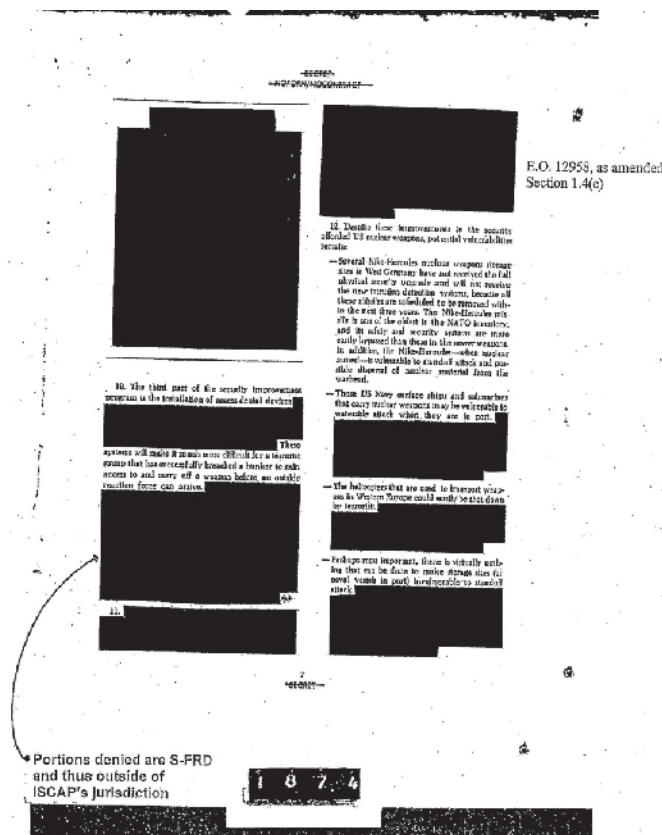 SECRET
NOFORN/NOCONTRACT
E.O. 12958, as amended
Section 1.4(c)
10. The third part of the security improvement
program is the installation of access denial devices
These
systems will make it much more difficult for a terrorist
group that has successfully breached a bunker to gain
access to and carry off a weapon before an outside
reaction force can arrive.
11.
12. Despite these improvements in the security
afforded US nuclear weapons, potential vulnerabilities
remain:
— Several Nike-Hercules nuclear weapons storage
sites in West Germany have not received the full
physical security upgrade and will not receive
the new intrusion detection systems, because all
these missiles are scheduled to be removed with-
in the next three years. The Nike-Hercules mis-
sile is one of the oldest in the NATO inventory,
and its safety and security systems are more
easily bypassed than those in the newer weapons.
In addition, the Nike-Hercules—when nuclear
armed—is vulnerable to standoff attack and pos-
sible dispersal of nuclear material from the
warhead.
— Those US Navy surface ships and submarines
that carry nuclear weapons may be vulnerable to
waterside attack when they are in port.
— The helicopters that are used to transport weap-
ons in Western Europe could easily be shot down
by terrorists.
— Perhaps most important, there is virtually noth-
ing that can be done to make storage sites (or
naval vessels in port) invulnerable to standoff
attack.
7
SECRET
Portions denied are S-FRD
and thus outside of
ISCAP's jurisdiction
1 8 7 4